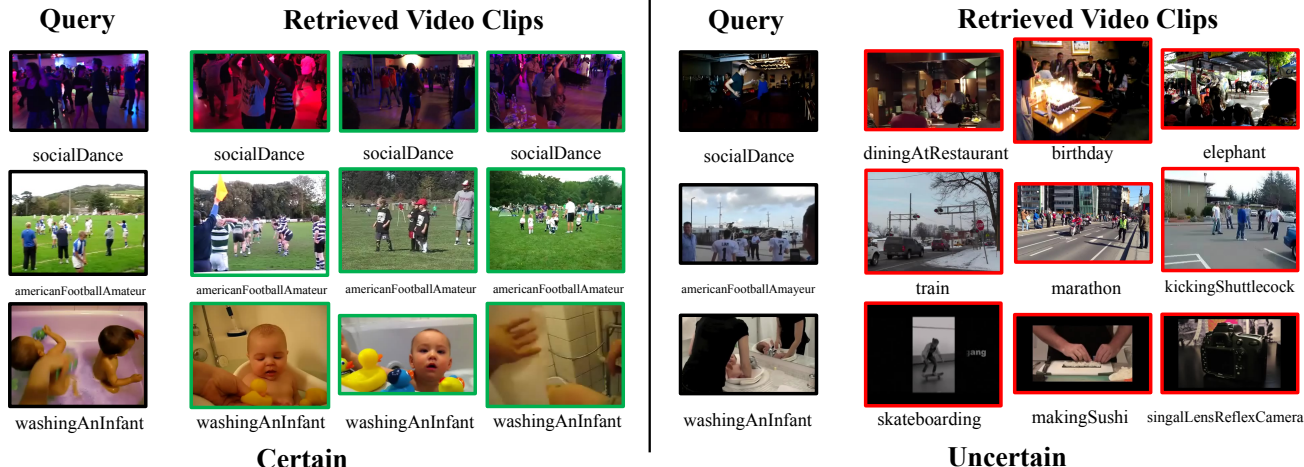 Query
Retrieved Video Clips
socialDance
socialDance
socialDance
socialDance
americanFootballAmateur
americanFootballAmateur
americanFootballAmateur
americanFootballAmateur
washingAnInfant
washingAnInfant
washingAnInfant
washingAnInfant
Certain
Query
Retrieved Video Clips
socialDance
diningAtRestaurant
birthday
elephant
americanFootballAmayeur
train
marathon
kickingShuttlecock
gang
washingAnInfant
skateboarding
makingSushi
singalLensReflexCamera
Uncertain